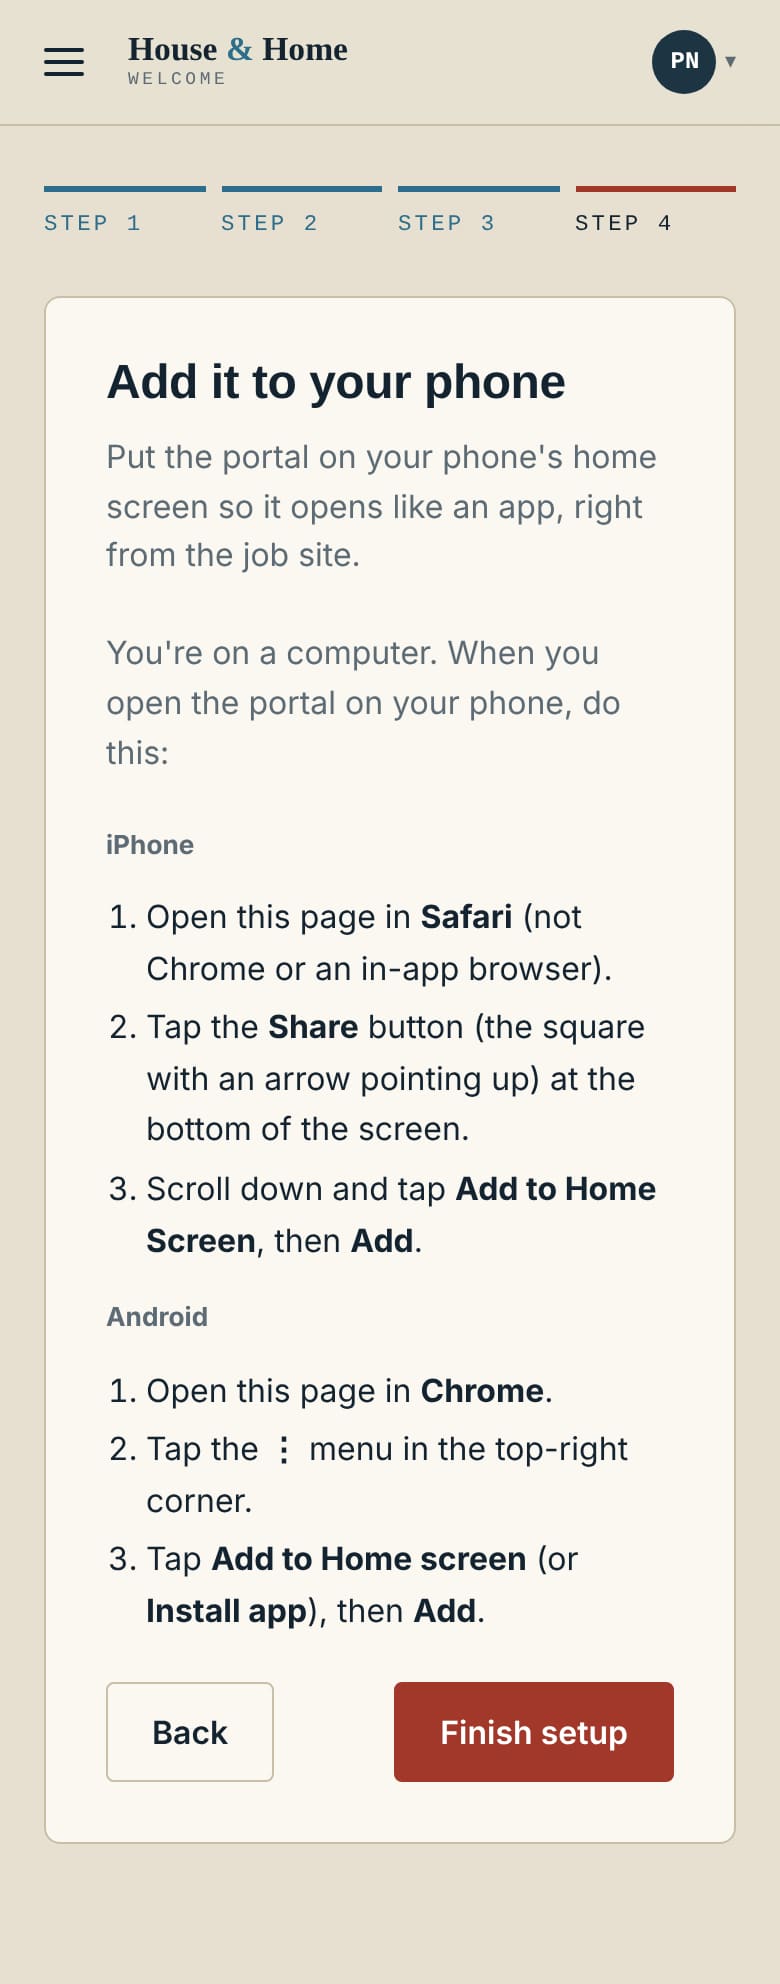 House & Home
WELCOME
PN ▼
STEP 1 STEP 2 STEP 3 STEP 4
Add it to your phone
Put the portal on your phone's home
screen so it opens like an app, right
from the job site.
You're on a computer. When you
open the portal on your phone, do
this:
iPhone
1. Open this page in Safari (not
Chrome or an in-app browser).
2. Tap the Share button (the square
with an arrow pointing up) at the
bottom of the screen.
3. Scroll down and tap Add to Home
Screen, then Add.
Android
1. Open this page in Chrome.
2. Tap the ⋮ menu in the top-right
corner.
3. Tap Add to Home screen (or
Install app), then Add.
Back Finish setup